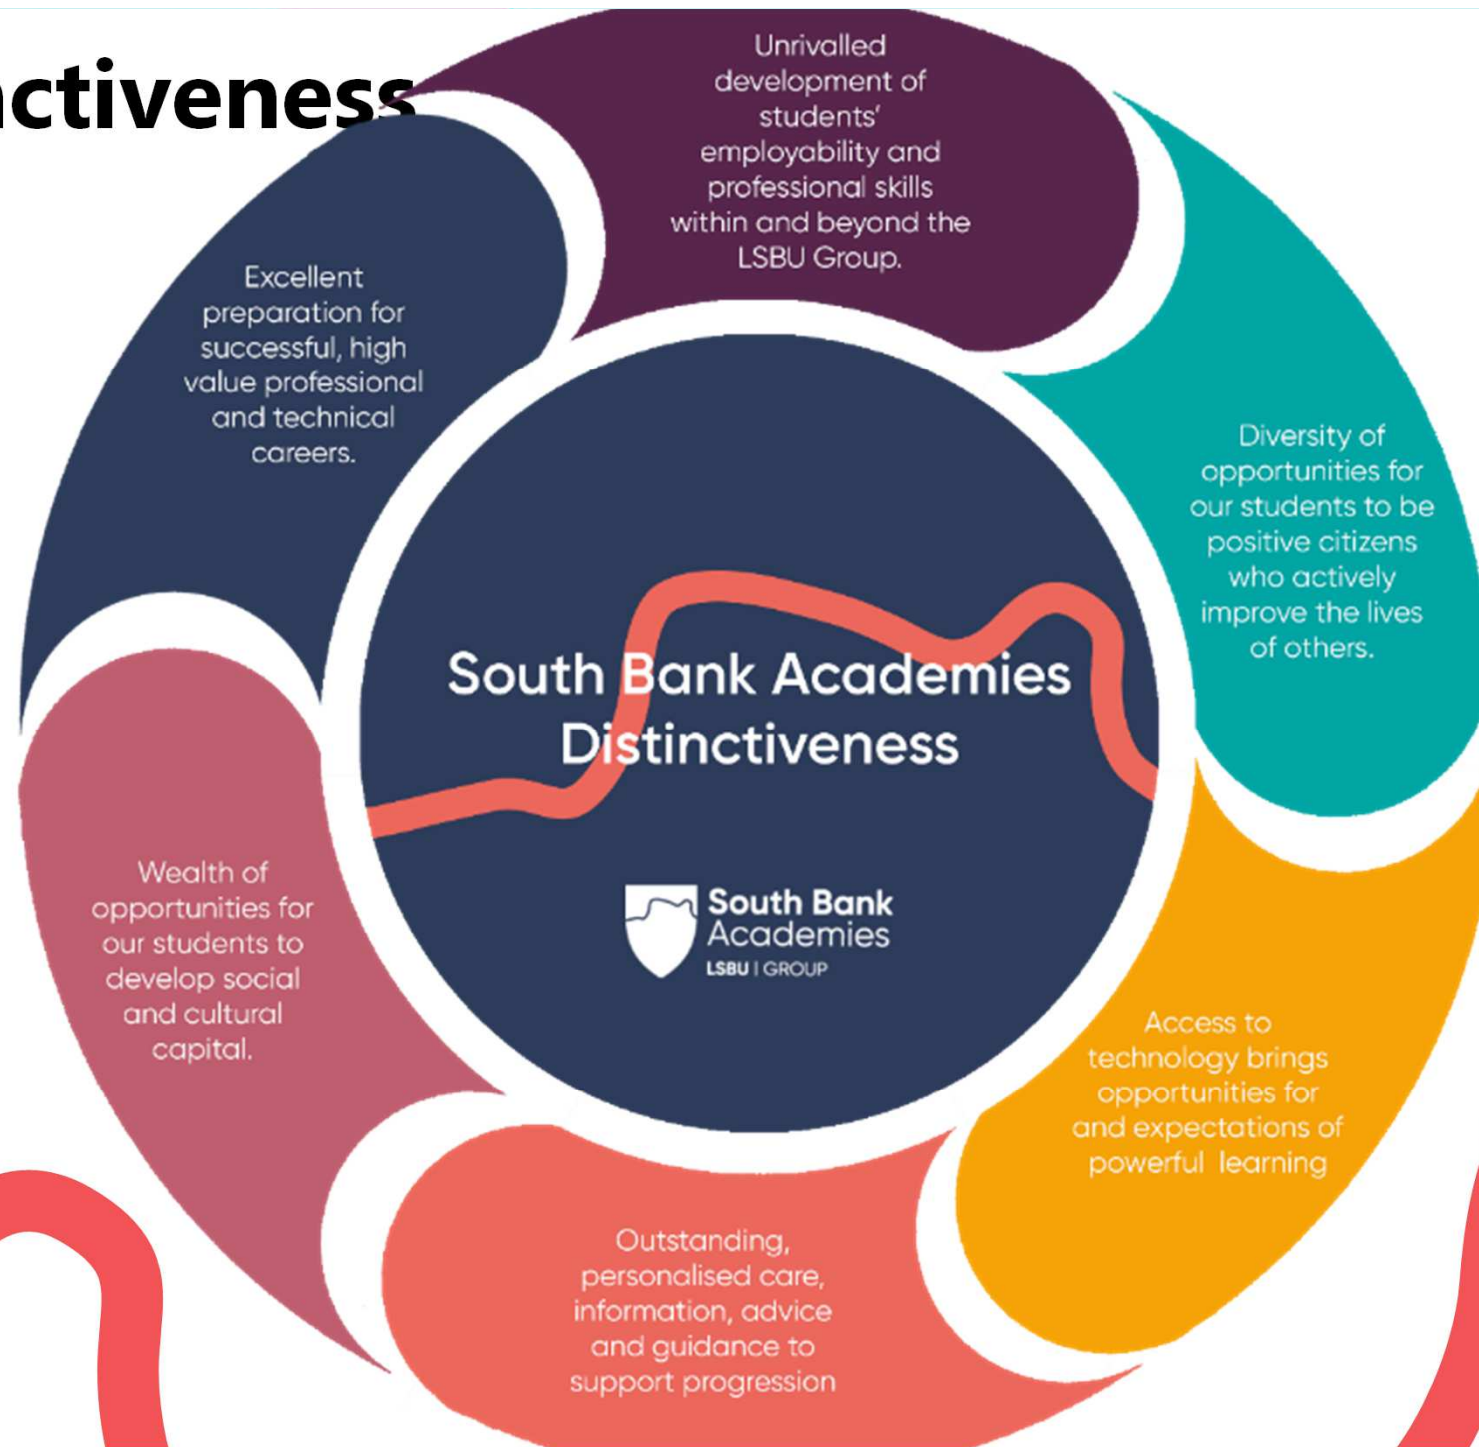 nctiveness
Unrivalled
development of
students'
employability and
professional skills
within and beyond the
LSBU Group.
Diversity of
opportunities for
our students to be
positive citizens
who actively
improve the lives
of others.
Access to
technology brings
opportunities for
and expectations of
powerful learning
Outstanding,
personalised care,
information, advice
and guidance to
support progression
Wealth of
opportunities for
our students to
develop social
and cultural
capital.
Excellent
preparation for
successful, high
value professional
and technical
careers.
South Bank Academies
Distinctiveness
South Bank
Academies
LSBU | GROUP